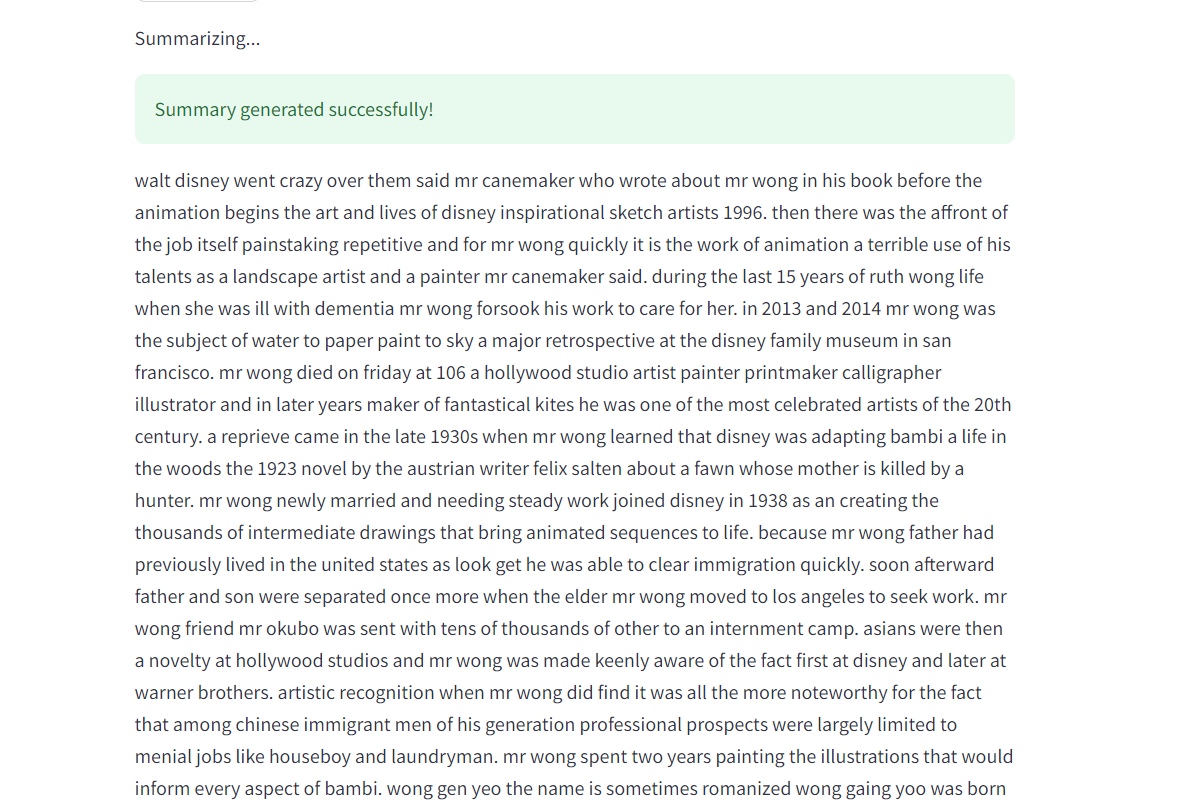 Summarizing...
Summary generated successfully!
walt disney went crazy over them said mr canemaker who wrote about mr wong in his book before the
animation begins the art and lives of disney inspirational sketch artists 1996. then there was the affront of
the job itself painstaking repetitive and for mr wong quickly it is the work of animation a terrible use of his
talents as a landscape artist and a painter mr canemaker said. during the last 15 years of ruth wong life
when she was ill with dementia mr wong forsook his work to care for her. in 2013 and 2014 mr wong was
the subject of water to paper paint to sky a major retrospective at the disney family museum in san
francisco. mr wong died on friday at 106 a hollywood studio artist painter printmaker calligrapher
illustrator and in later years maker of fantastical kites he was one of the most celebrated artists of the 20th
century. a reprieve came in the late 1930s when mr wong learned that disney was adapting bambi a life in
the woods the 1923 novel by the austrian writer felix salten about a fawn whose mother is killed by a
hunter. mr wong newly married and needing steady work joined disney in 1938 as an creating the
thousands of intermediate drawings that bring animated sequences to life. because mr wong father had
previously lived in the united states as look get he was able to clear immigration quickly. soon afterward
father and son were separated once more when the elder mr wong moved to los angeles to seek work. mr
wong friend mr okubo was sent with tens of thousands of other to an internment camp. asians were then
a novelty at hollywood studios and mr wong was made keenly aware of the fact first at disney and later at
warner brothers. artistic recognition when mr wong did find it was all the more noteworthy for the fact
that among chinese immigrant men of his generation professional prospects were largely limited to
menial jobs like houseboy and laundryman. mr wong spent two years painting the illustrations that would
inform every aspect of bambi. wong gen yeo the name is sometimes romanized wong gaing yoo was born